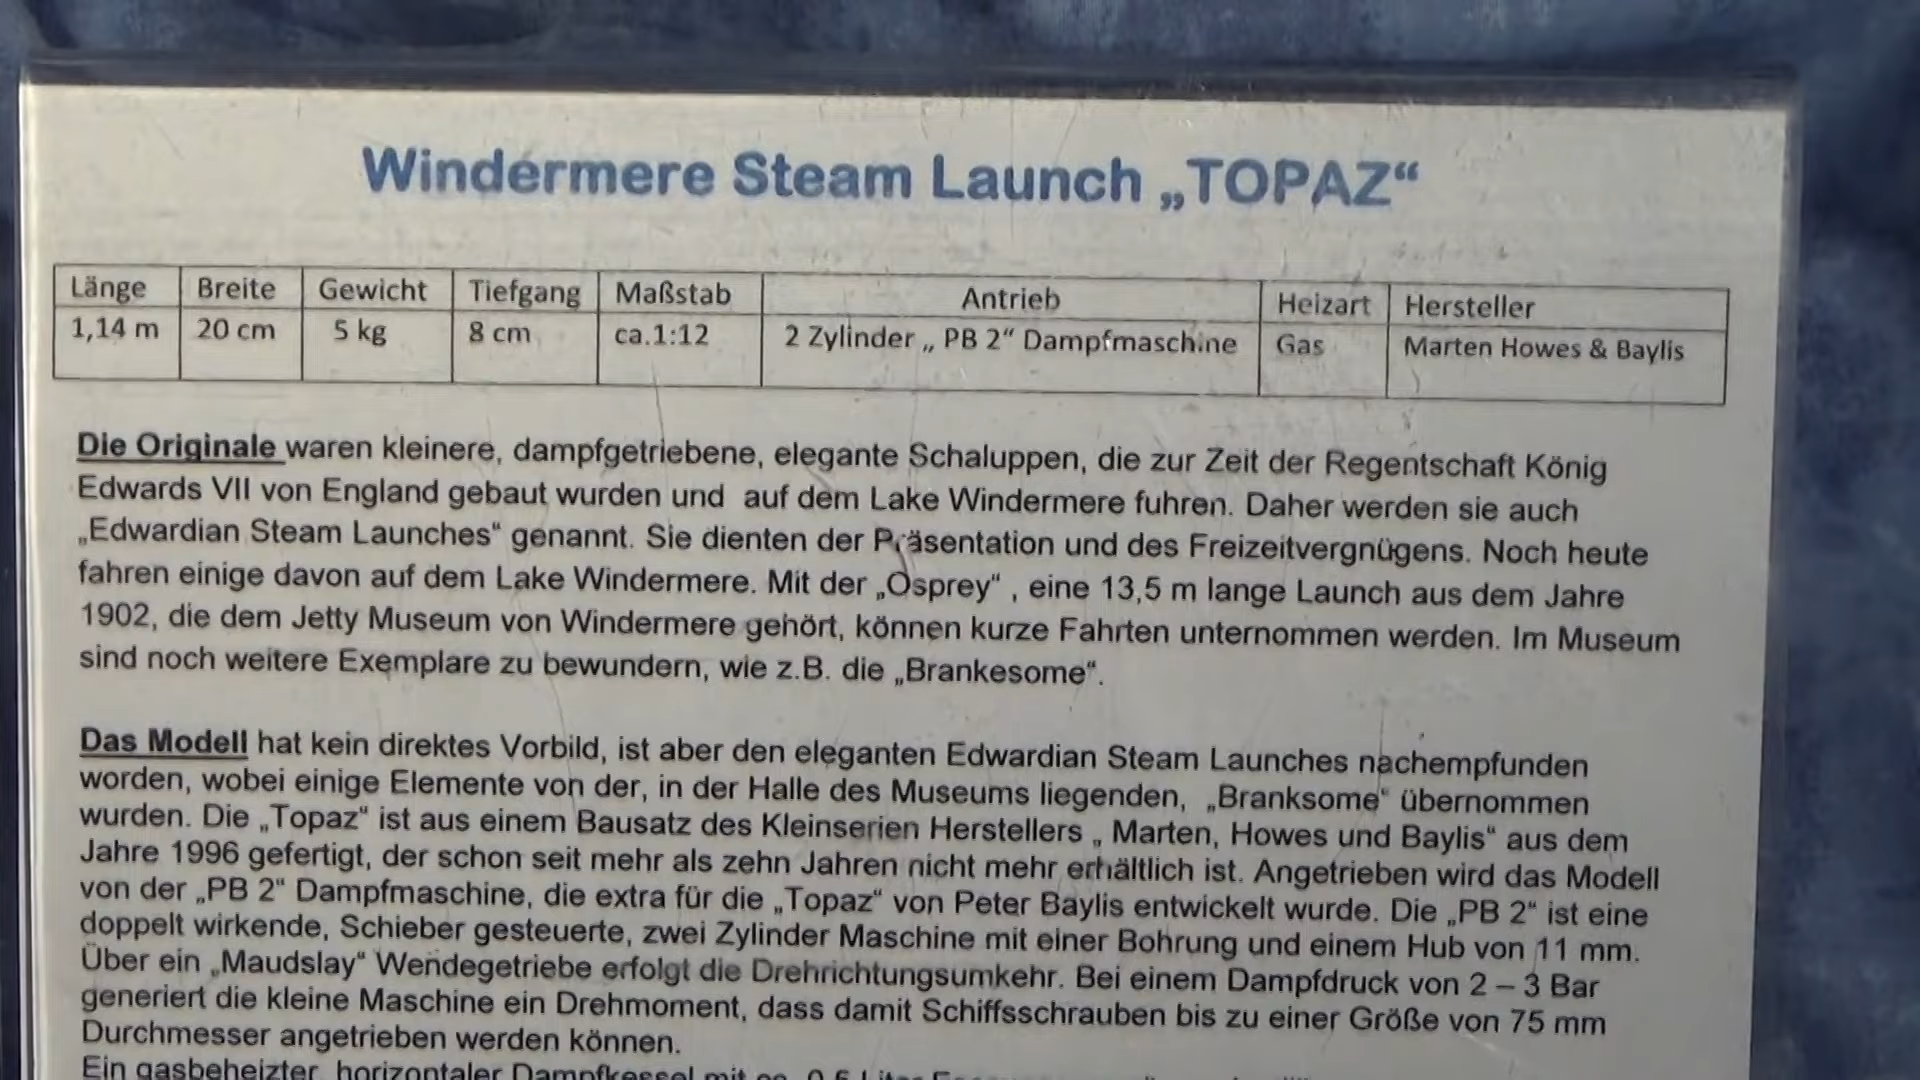 Windermere Steam Launch „TOPAZ“
Länge Breite Gewicht Tiefgang Maßstab Antrieb Heizart Hersteller
1,14 m 20 cm 5 kg 8 cm ca.1:12 2 Zylinder „ PB 2“ Dampfmaschine Gas Marten Howes & Baylis
Die Originale waren kleinere, dampfgetriebene, elegante Schaluppen, die zur Zeit der Regentschaft König
Edwards VII von England gebaut wurden und auf dem Lake Windermere fuhren. Daher werden sie auch
„Edwardian Steam Launches“ genannt. Sie dienten der Präsentation und des Freizeitvergnügens. Noch heute
fahren einige davon auf dem Lake Windermere. Mit der „Osprey“ , eine 13,5 m lange Launch aus dem Jahre
1902, die dem Jetty Museum von Windermere gehört, können kurze Fahrten unternommen werden. Im Museum
sind noch weitere Exemplare zu bewundern, wie z.B. die „Brankesome“.
Das Modell hat kein direktes Vorbild, ist aber den eleganten Edwardian Steam Launches nachempfunden
worden, wobei einige Elemente von der, in der Halle des Museums liegenden, „Branksome“ übernommen
wurden. Die „Topaz“ ist aus einem Bausatz des Kleinserien Herstellers „ Marten, Howes und Baylis“ aus dem
Jahre 1996 gefertigt, der schon seit mehr als zehn Jahren nicht mehr erhältlich ist. Angetrieben wird das Modell
von der „PB 2“ Dampfmaschine, die extra für die „Topaz“ von Peter Baylis entwickelt wurde. Die „PB 2“ ist eine
doppelt wirkende, Schieber gesteuerte, zwei Zylinder Maschine mit einer Bohrung und einem Hub von 11 mm.
Über ein „Maudslay“ Wendegetriebe erfolgt die Drehrichtungsumkehr. Bei einem Dampfdruck von 2 – 3 Bar
generiert die kleine Maschine ein Drehmoment, dass damit Schiffsschrauben bis zu einer Größe von 75 mm
Durchmesser angetrieben werden können.
Ein gasbeheizter, horizontaler Dampfkessel mit ca. 0,5 Liter